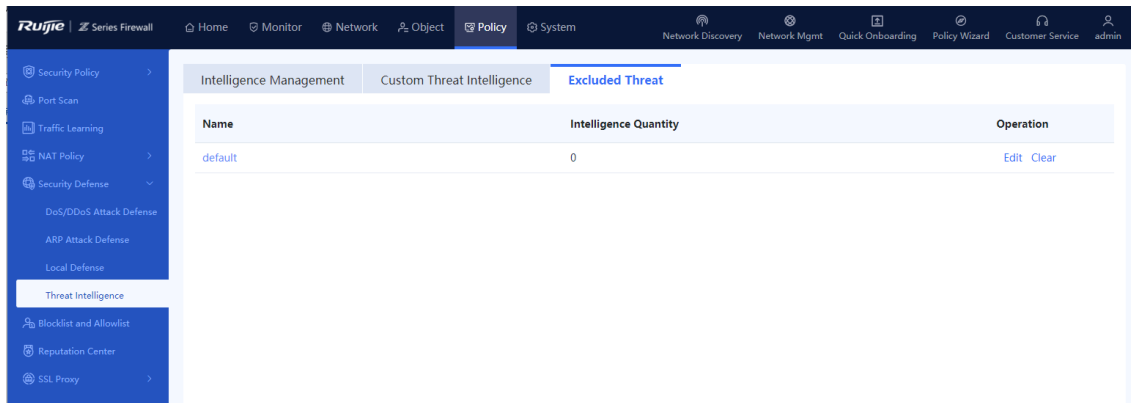 Ruijie Z Series Firewall Home Monitor Network Object Policy System Network Discovery Network Mgmt Quick Onboarding Policy Wizard Customer Service admin
Security Policy
Port Scan
Traffic Learning
NAT Policy
Security Defense
DoS/DDoS Attack Defense
ARP Attack Defense
Local Defense
Threat Intelligence
Blocklist and Allowlist
Reputation Center
SSL Proxy
Intelligence Management Custom Threat Intelligence Excluded Threat
Name Intelligence Quantity Operation
default 0 Edit Clear